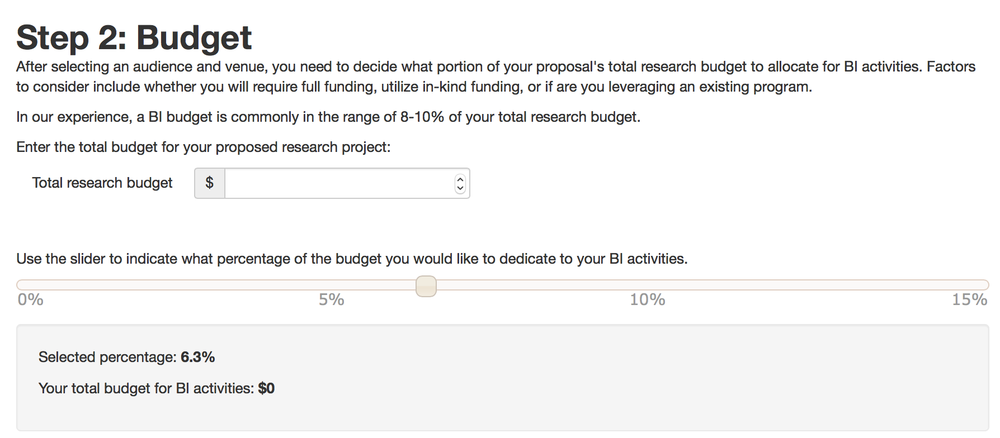 Step 2: Budget
After selecting an audience and venue, you need to decide what portion of your proposal's total research budget to allocate for BI activities. Factors
to consider include whether you will require full funding, utilize in-kind funding, or if are you leveraging an existing program.
In our experience, a BI budget is commonly in the range of 8-10% of your total research budget.
Enter the total budget for your proposed research project:
Total research budget $
Use the slider to indicate what percentage of the budget you would like to dedicate to your BI activities.
0% 5% 10% 15%
Selected percentage: 6.3%
Your total budget for BI activities: $0